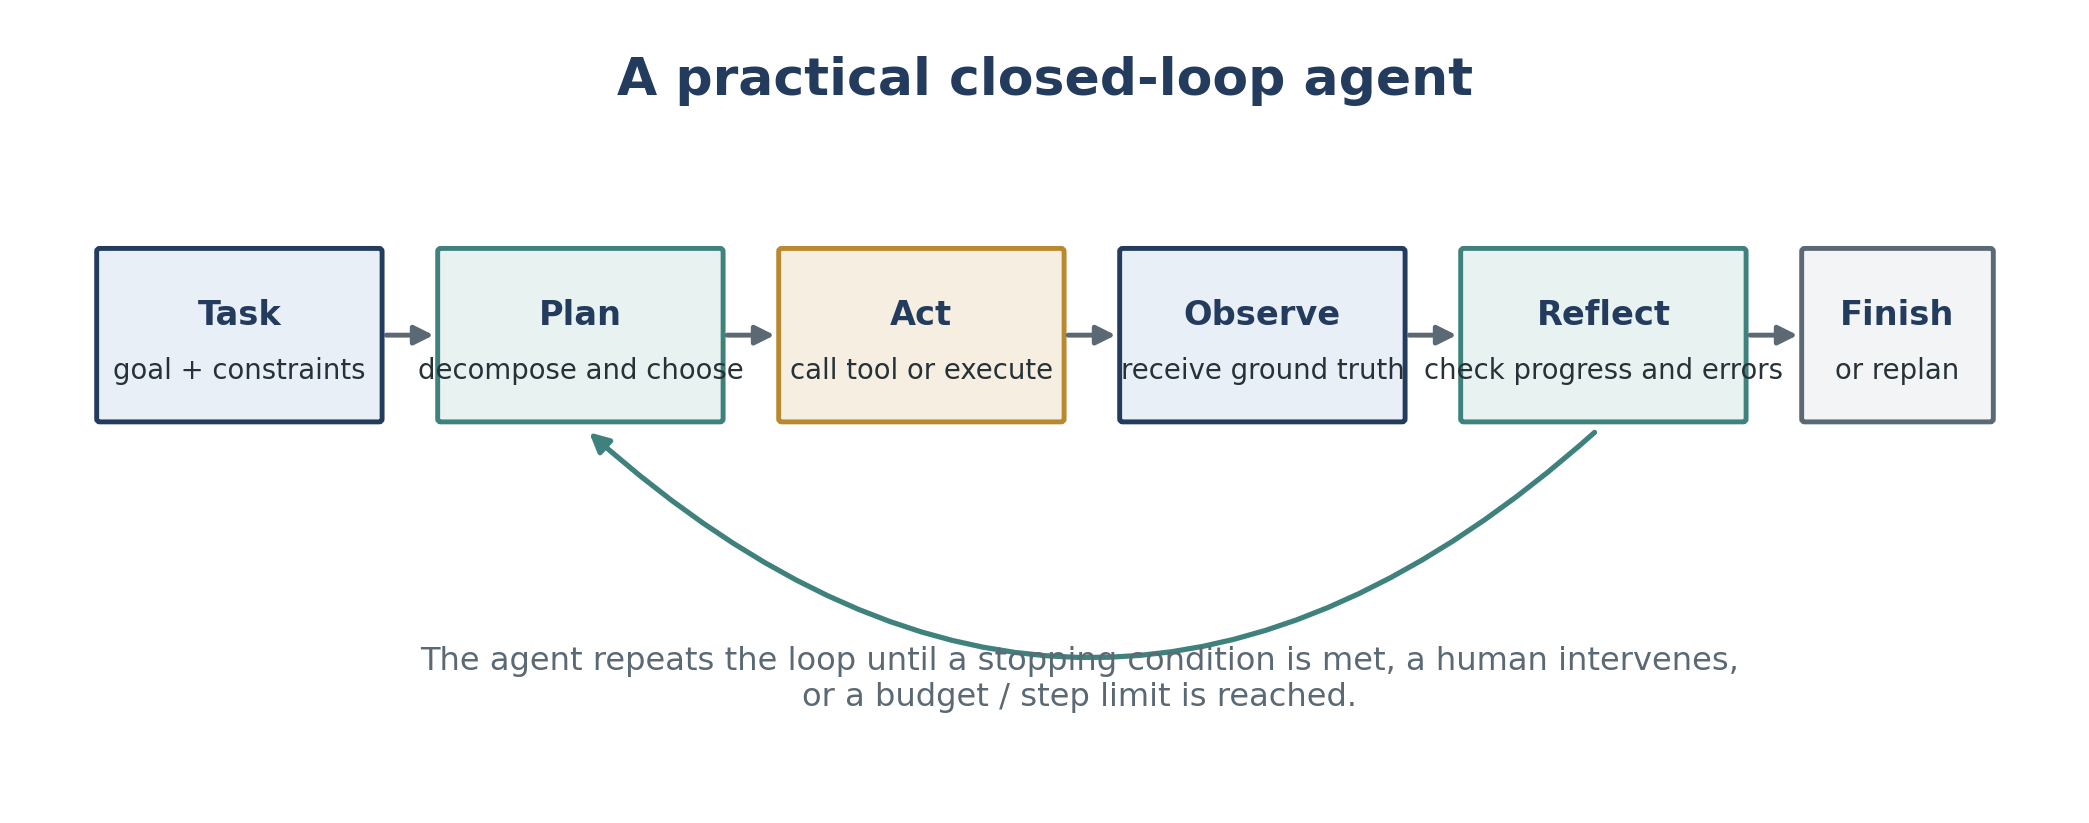 A practical closed-loop agent
Task
goal + constraints
Plan
decompose and choose
Act
call tool or execute
Observe
receive ground truth
Reflect
check progress and errors
Finish
or replan
The agent repeats the loop until a stopping condition is met, a human intervenes,
or a budget / step limit is reached.